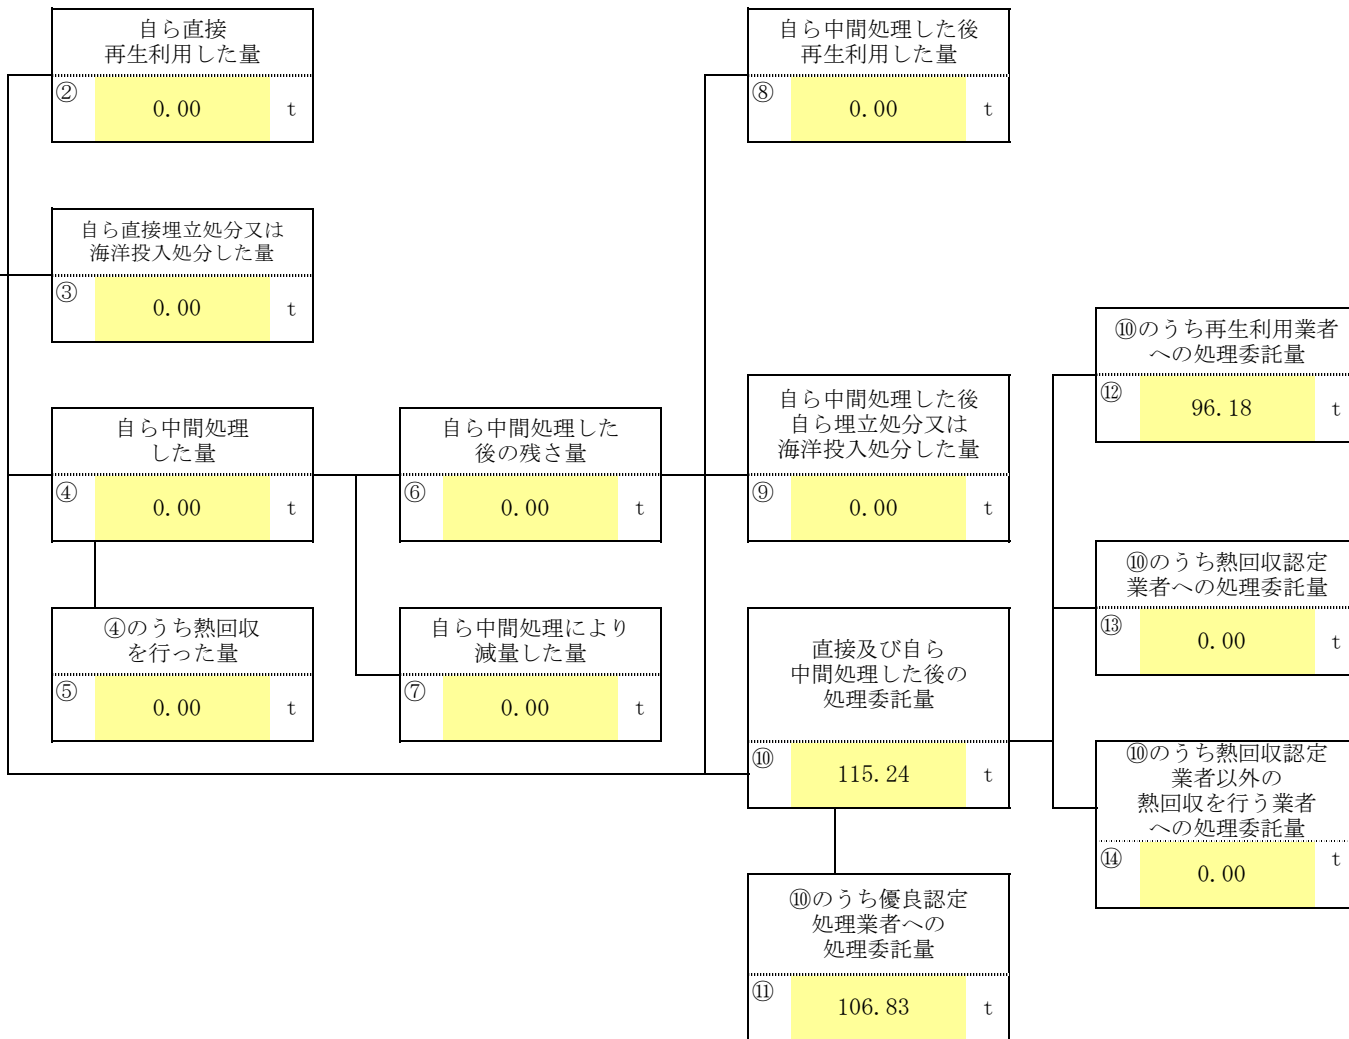 自ら直接
再生利用した量
② 0.00 t
自ら中間処理した後
再生利用した量
⑧ 0.00 t
自ら直接埋立処分又は
海洋投入処分した量
③ 0.00 t
⑩のうち再生利用業者
への処理委託量
⑫ 96.18 t
自ら中間処理
した量
④ 0.00 t
自ら中間処理した
後の残さ量
⑥ 0.00 t
自ら中間処理した後
自ら埋立処分又は
海洋投入処分した量
⑨ 0.00 t
⑩のうち熱回収認定
業者への処理委託量
⑬ 0.00 t
④のうち熱回収
を行った量
⑤ 0.00 t
自ら中間処理により
減量した量
⑦ 0.00 t
直接及び自ら
中間処理した後の
処理委託量
⑩ 115.24 t
⑩のうち熱回収認定
業者以外の
熱回収を行う業者
への処理委託量
⑭ 0.00 t
⑩のうち優良認定
処理業者への
処理委託量
⑪ 106.83 t